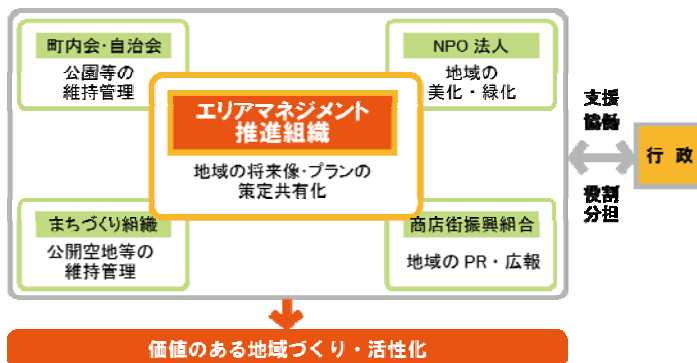 町内会・自治会
公園等の
維持管理
NPO 法人
地域の
美化・緑化
エリアマネジメント
推進組織
地域の将来像・プランの
策定共有化
まちづくり組織
公開空地等の
維持管理
商店街振興組合
地域の PR・広報
支援
協働
役割
分担
行 政
価値のある地域づくり・活性化